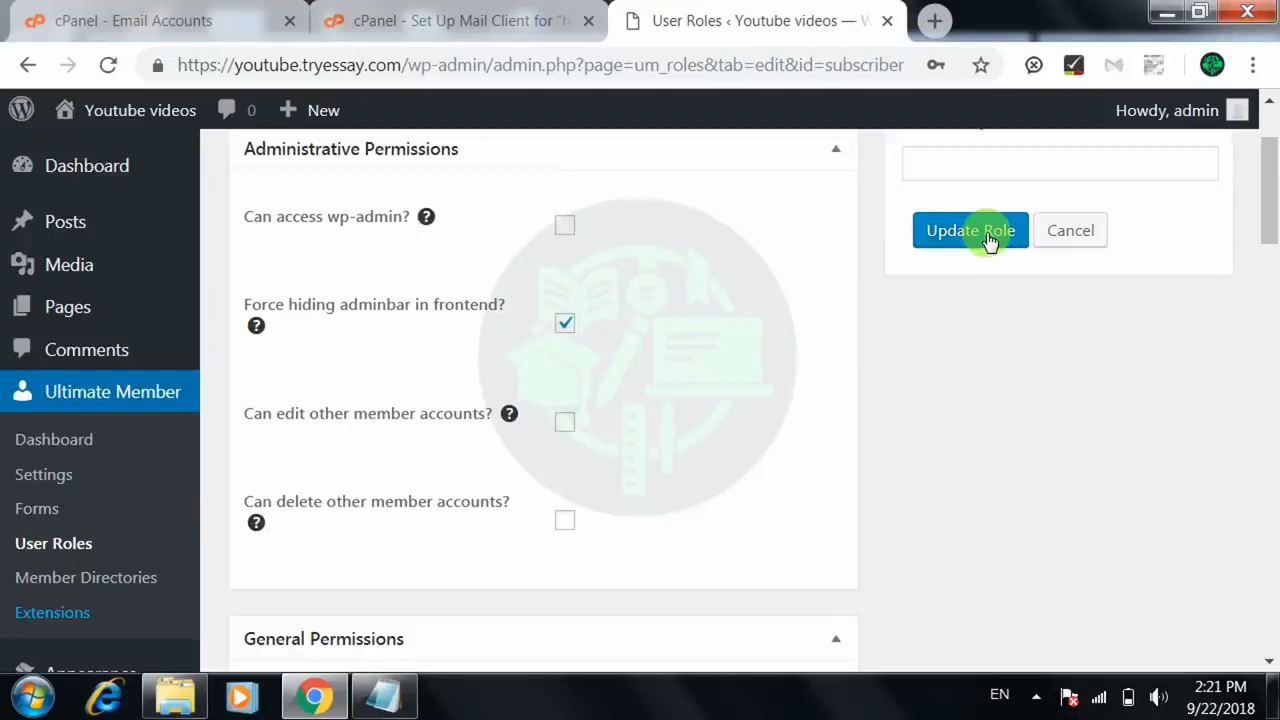 cPanel - Email Accounts
cPanel - Set Up Mail Client for "h
User Roles ‹ Youtube videos — W
https://youtube.tryessay.com/wp-admin/admin.php?page=um_roles&tab=edit&id=subscriber
Youtube videos
0
New
Howdy, admin
Dashboard
Posts
Media
Pages
Comments
Ultimate Member
Dashboard
Settings
Forms
User Roles
Member Directories
Extensions
Appearance
Administrative Permissions
Can access wp-admin?
Force hiding adminbar in frontend?
Can edit other member accounts?
Can delete other member accounts?
General Permissions
Update Role
Cancel
EN
2:21 PM
9/22/2018